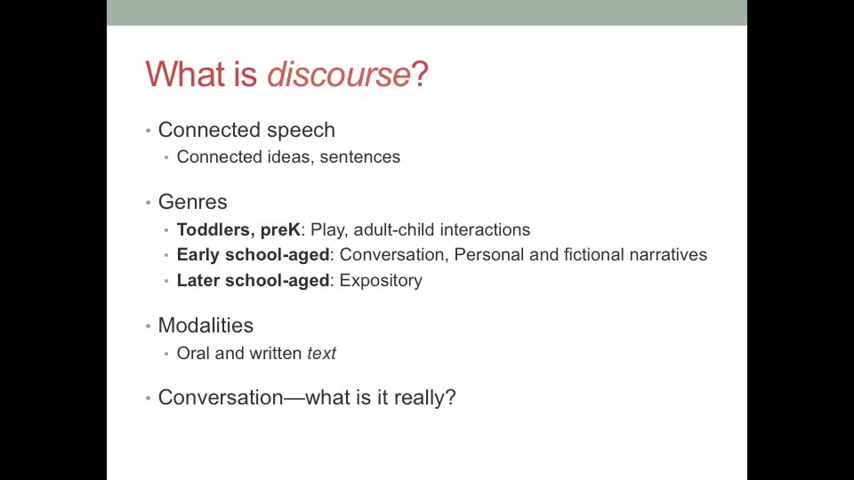 What is discourse?
• Connected speech
• Connected ideas, sentences
• Genres
• Toddlers, preK: Play, adult-child interactions
• Early school-aged: Conversation, Personal and fictional narratives
• Later school-aged: Expository
• Modalities
• Oral and written text
• Conversation—what is it really?